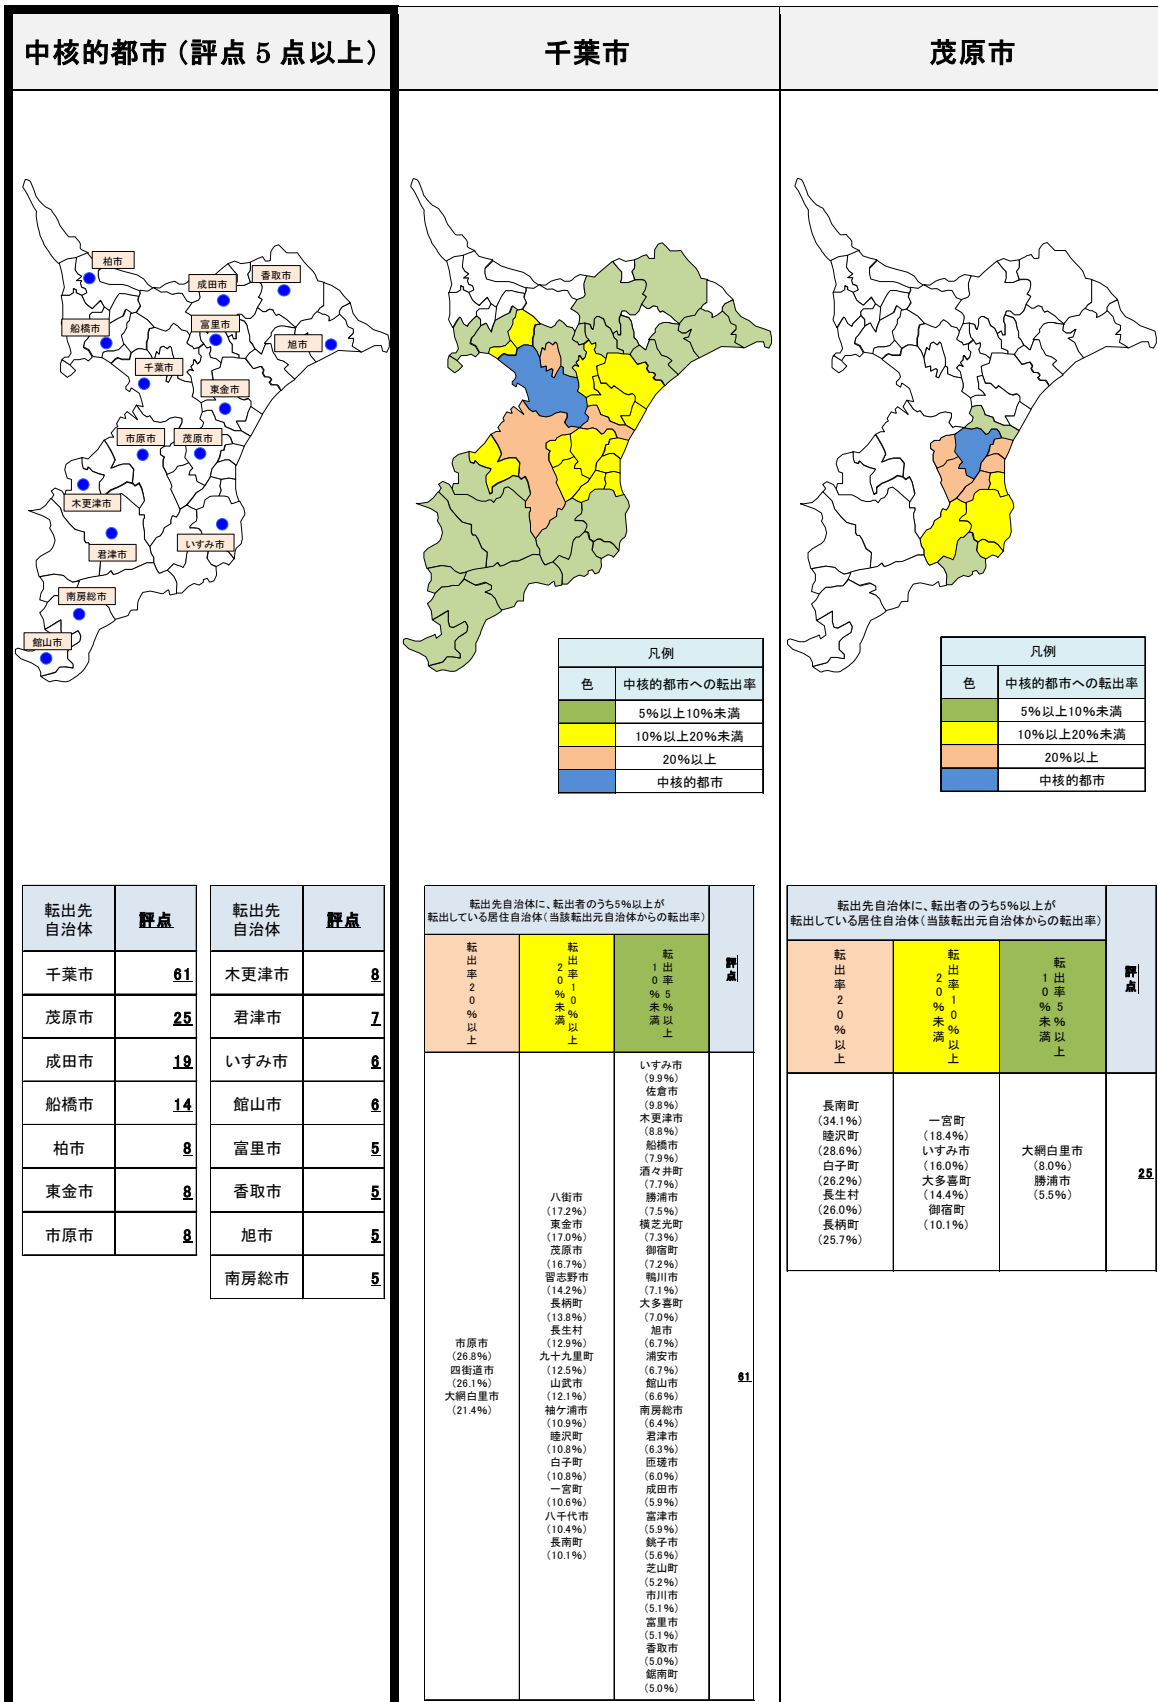 中核的都市（評点５点以上）
千葉市
茂原市
柏市
成田市
香取市
船橋市
富里市
旭市
千葉市
東金市
市原市
茂原市
木更津市
君津市
いすみ市
南房総市
館山市
凡例
色 中核的都市への転出率
5%以上10%未満
10%以上20%未満
20%以上
中核的都市
凡例
色 中核的都市への転出率
5%以上10%未満
10%以上20%未満
20%以上
中核的都市
転出先自治体 評点
千葉市 61
茂原市 25
成田市 19
船橋市 14
柏市 8
東金市 8
市原市 8
転出先自治体 評点
木更津市 8
君津市 7
いすみ市 6
館山市 6
富里市 5
香取市 5
旭市 5
南房総市 5
転出先自治体に、転出者のうち5%以上が
転出している居住自治体（当該転出元自治体からの転出率）
評点
転出率20%以上
転出率10%以上20%未満
転出率5%以上10%未満
市原市
（26.8%）
四街道市
（26.1%）
大網白里市
（21.4%）
八街市
（17.2%）
東金市
（17.0%）
茂原市
（16.7%）
習志野市
（14.2%）
長柄町
（13.8%）
長生村
（12.9%）
九十九里町
（12.5%）
山武市
（12.1%）
袖ケ浦市
（10.9%）
睦沢町
（10.8%）
白子町
（10.8%）
一宮町
（10.6%）
八千代市
（10.4%）
長南町
（10.1%）
いすみ市
（9.9%）
佐倉市
（9.8%）
木更津市
（8.8%）
船橋市
（7.9%）
酒々井町
（7.7%）
勝浦市
（7.5%）
横芝光町
（7.3%）
御宿町
（7.2%）
鴨川市
（7.1%）
大多喜町
（7.0%）
旭市
（6.7%）
浦安市
（6.7%）
館山市
（6.6%）
南房総市
（6.4%）
君津市
（6.3%）
匝瑳市
（6.0%）
成田市
（5.9%）
富津市
（5.9%）
銚子市
（5.6%）
芝山町
（5.2%）
市川市
（5.1%）
富里市
（5.1%）
香取市
（5.0%）
鋸南町
（5.0%）
61
転出先自治体に、転出者のうち5%以上が
転出している居住自治体（当該転出元自治体からの転出率）
評点
転出率20%以上
転出率10%以上20%未満
転出率5%以上10%未満
長南町
（34.1%）
睦沢町
（28.6%）
白子町
（26.2%）
長生村
（26.0%）
長柄町
（25.7%）
一宮町
（18.4%）
いすみ市
（16.0%）
大多喜町
（14.4%）
御宿町
（10.1%）
大網白里市
（8.0%）
勝浦市
（5.5%）
25